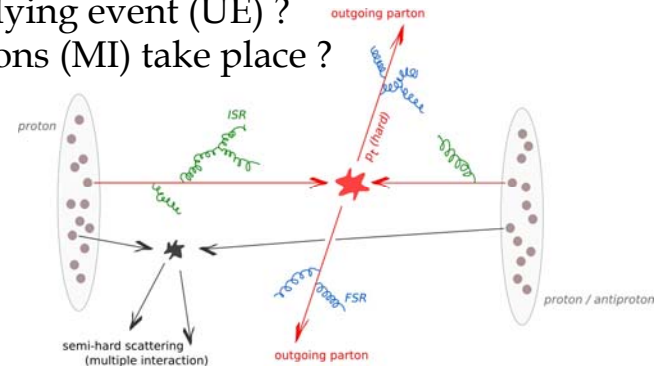 lying event (UE) ?
ons (MI) take place ?
outgoing parton
proton
ISR
Pt (hard)
FSR
proton / antiproton
semi-hard scattering
(multiple interaction)
outgoing parton